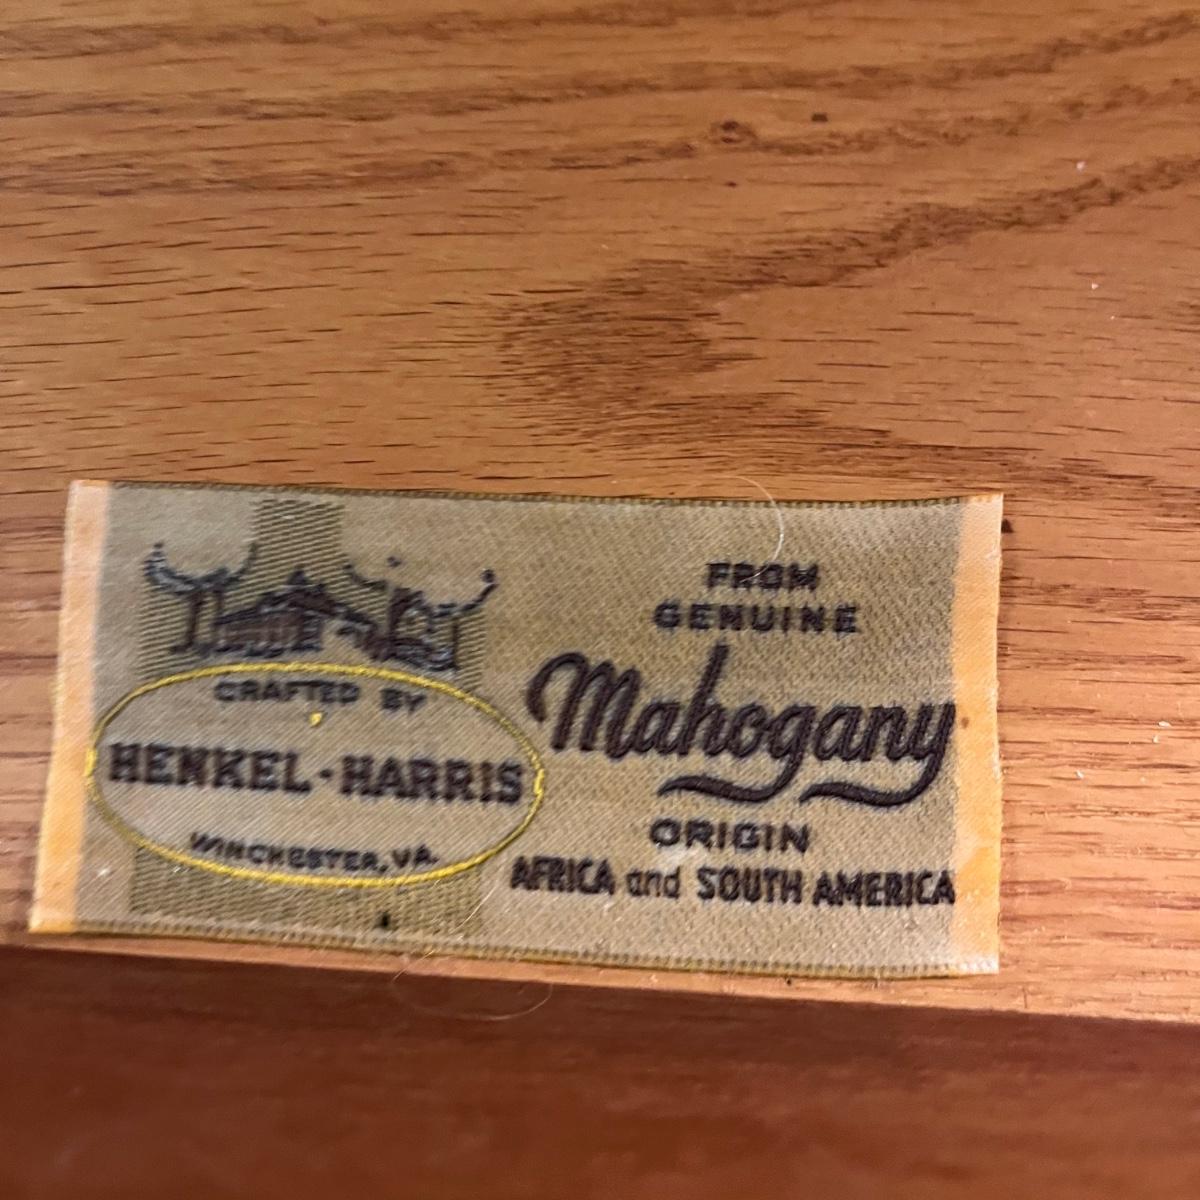 CRAFTED BY
HENKEL-HARRIS
WINCHESTER, VA.
FROM
GENUINE
Mahogany
ORIGIN
AFRICA and SOUTH AMERICA